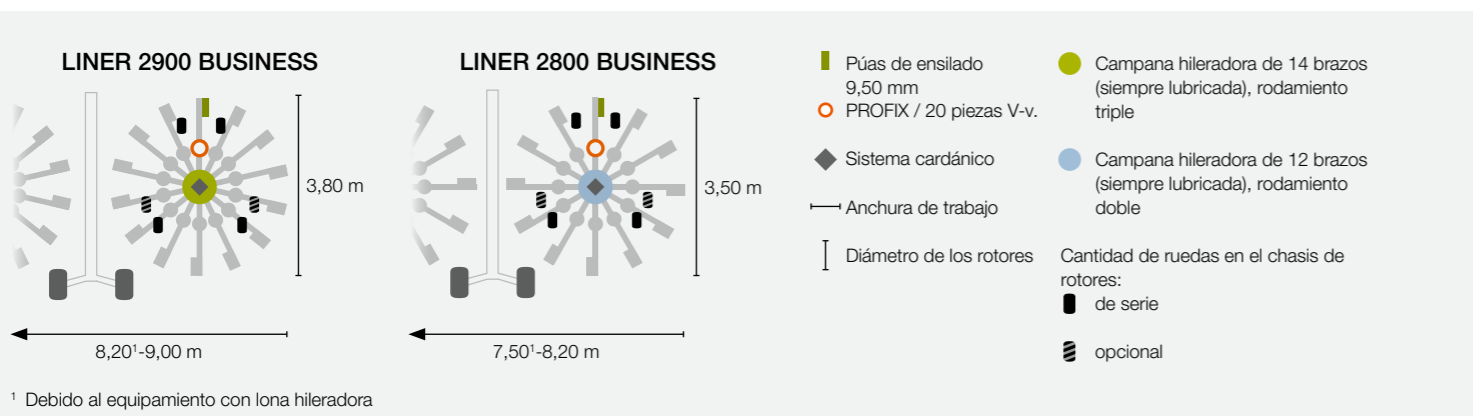 LINER 2900 BUSINESS
3,80 m
8,20¹-9,00 m
LINER 2800 BUSINESS
3,50 m
7,50¹-8,20 m
Púas de ensilado
9,50 mm
PROFIX / 20 piezas V-v.
Sistema cardánico
Anchura de trabajo
Diámetro de los rotores
Campana hileradora de 14 brazos
(siempre lubricada), rodamiento
triple
Campana hileradora de 12 brazos
(siempre lubricada), rodamiento
doble
Cantidad de ruedas en el chasis de
rotores:
de serie
opcional
¹ Debido al equipamiento con lona hileradora